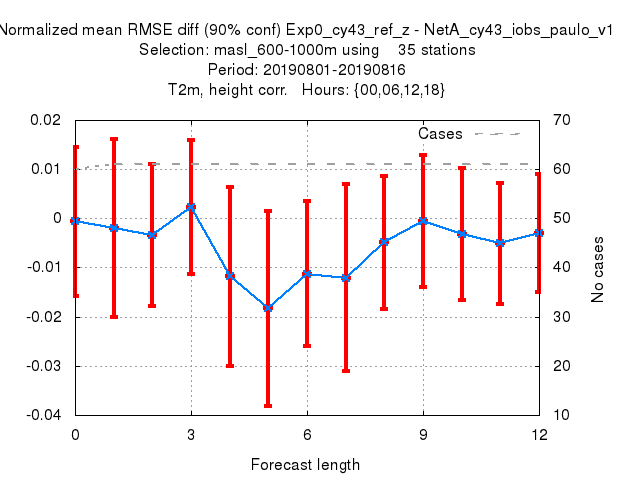 Normalized mean RMSE diff (90% conf) Exp0_cy43_ref_z - NetA_cy43_iobs_paulo_v1
Selection: masl_600-1000m using 35 stations
Period: 20190801-20190816
T2m, height corr. Hours: {00,06,12,18}
0.02
0.01
0
-0.01
-0.02
-0.03
-0.04
Cases
70
60
50
40
30
20
10
No cases
0 3 6 9 12
Forecast length